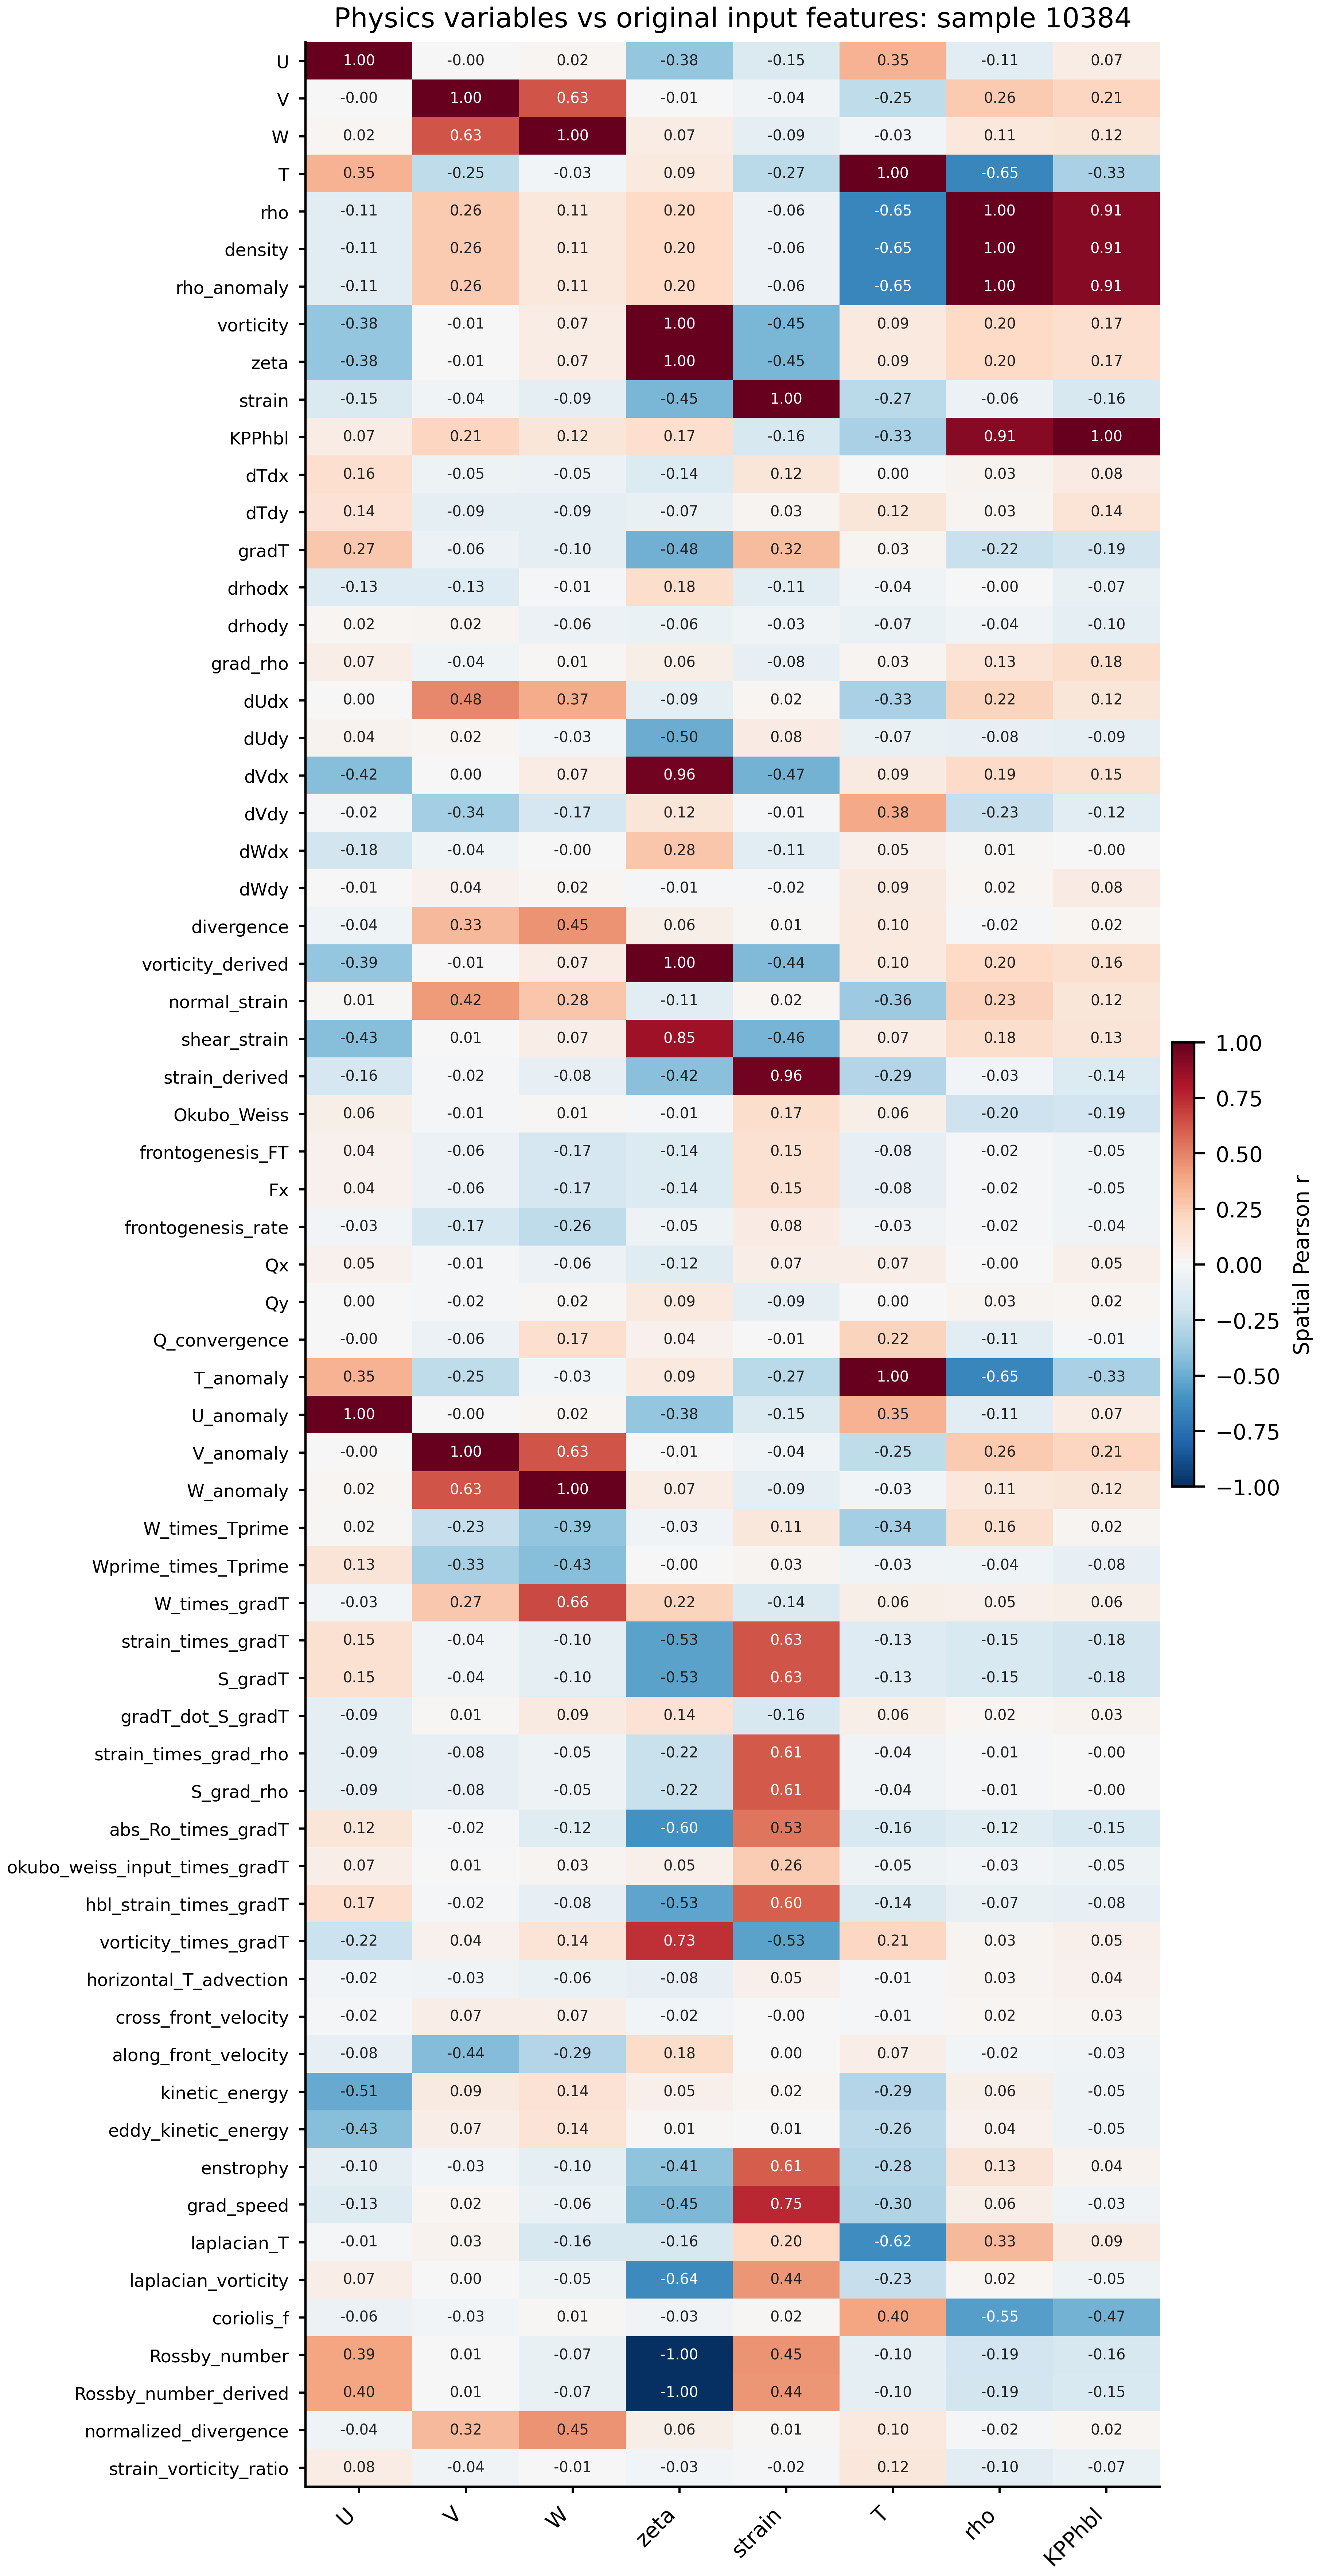 Physics variables vs original input features: sample 10384
U 1.00 -0.00 0.02 -0.38 -0.15 0.35 -0.11 0.07
V -0.00 1.00 0.63 -0.01 -0.04 -0.25 0.26 0.21
W 0.02 0.63 1.00 0.07 -0.09 -0.03 0.11 0.12
T 0.35 -0.25 -0.03 0.09 -0.27 1.00 -0.65 -0.33
rho -0.11 0.26 0.11 0.20 -0.06 -0.65 1.00 0.91
density -0.11 0.26 0.11 0.20 -0.06 -0.65 1.00 0.91
rho_anomaly -0.11 0.26 0.11 0.20 -0.06 -0.65 1.00 0.91
vorticity -0.38 -0.01 0.07 1.00 -0.45 0.09 0.20 0.17
zeta -0.38 -0.01 0.07 1.00 -0.45 0.09 0.20 0.17
strain -0.15 -0.04 -0.09 -0.45 1.00 -0.27 -0.06 -0.16
KPPhbl 0.07 0.21 0.12 0.17 -0.16 -0.33 0.91 1.00
dTdx 0.16 -0.05 -0.05 -0.14 0.12 0.00 0.03 0.08
dTdy 0.14 -0.09 -0.09 -0.07 0.03 0.12 0.03 0.14
gradT 0.27 -0.06 -0.10 -0.48 0.32 0.03 -0.22 -0.19
drhodx -0.13 -0.13 -0.01 0.18 -0.11 -0.04 -0.00 -0.07
drhody 0.02 0.02 -0.06 -0.06 -0.03 -0.07 -0.04 -0.10
grad_rho 0.07 -0.04 0.01 0.06 -0.08 0.03 0.13 0.18
dUdx 0.00 0.48 0.37 -0.09 0.02 -0.33 0.22 0.12
dUdy 0.04 0.02 -0.03 -0.50 0.08 -0.07 -0.08 -0.09
dVdx -0.42 0.00 0.07 0.96 -0.47 0.09 0.19 0.15
dVdy -0.02 -0.34 -0.17 0.12 -0.01 0.38 -0.23 -0.12
dWdx -0.18 -0.04 -0.00 0.28 -0.11 0.05 0.01 -0.00
dWdy -0.01 0.04 0.02 -0.01 -0.02 0.09 0.02 0.08
divergence -0.04 0.33 0.45 0.06 0.01 0.10 -0.02 0.02
vorticity_derived -0.39 -0.01 0.07 1.00 -0.44 0.10 0.20 0.16
normal_strain 0.01 0.42 0.28 -0.11 0.02 -0.36 0.23 0.12
shear_strain -0.43 0.01 0.07 0.85 -0.46 0.07 0.18 0.13
strain_derived -0.16 -0.02 -0.08 -0.42 0.96 -0.29 -0.03 -0.14
Okubo_Weiss 0.06 -0.01 0.01 -0.01 0.17 0.06 -0.20 -0.19
frontogenesis_FT 0.04 -0.06 -0.17 -0.14 0.15 -0.08 -0.02 -0.05
Fx 0.04 -0.06 -0.17 -0.14 0.15 -0.08 -0.02 -0.05
frontogenesis_rate -0.03 -0.17 -0.26 -0.05 0.08 -0.03 -0.02 -0.04
Qx 0.05 -0.01 -0.06 -0.12 0.07 0.07 -0.00 0.05
Qy 0.00 -0.02 0.02 0.09 -0.09 0.00 0.03 0.02
Q_convergence -0.00 -0.06 0.17 0.04 -0.01 0.22 -0.11 -0.01
T_anomaly 0.35 -0.25 -0.03 0.09 -0.27 1.00 -0.65 -0.33
U_anomaly 1.00 -0.00 0.02 -0.38 -0.15 0.35 -0.11 0.07
V_anomaly -0.00 1.00 0.63 -0.01 -0.04 -0.25 0.26 0.21
W_anomaly 0.02 0.63 1.00 0.07 -0.09 -0.03 0.11 0.12
W_times_Tprime 0.02 -0.23 -0.39 -0.03 0.11 -0.34 0.16 0.02
Wprime_times_Tprime 0.13 -0.33 -0.43 -0.00 0.03 -0.03 -0.04 -0.08
W_times_gradT -0.03 0.27 0.66 0.22 -0.14 0.06 0.05 0.06
strain_times_gradT 0.15 -0.04 -0.10 -0.53 0.63 -0.13 -0.15 -0.18
S_gradT 0.15 -0.04 -0.10 -0.53 0.63 -0.13 -0.15 -0.18
gradT_dot_S_gradT -0.09 0.01 0.09 0.14 -0.16 0.06 0.02 0.03
strain_times_grad_rho -0.09 -0.08 -0.05 -0.22 0.61 -0.04 -0.01 -0.00
S_grad_rho -0.09 -0.08 -0.05 -0.22 0.61 -0.04 -0.01 -0.00
abs_Ro_times_gradT 0.12 -0.02 -0.12 -0.60 0.53 -0.16 -0.12 -0.15
okubo_weiss_input_times_gradT 0.07 0.01 0.03 0.05 0.26 -0.05 -0.03 -0.05
hbl_strain_times_gradT 0.17 -0.02 -0.08 -0.53 0.60 -0.14 -0.07 -0.08
vorticity_times_gradT -0.22 0.04 0.14 0.73 -0.53 0.21 0.03 0.05
horizontal_T_advection -0.02 -0.03 -0.06 -0.08 0.05 -0.01 0.03 0.04
cross_front_velocity -0.02 0.07 0.07 -0.02 -0.00 -0.01 0.02 0.03
along_front_velocity -0.08 -0.44 -0.29 0.18 0.00 0.07 -0.02 -0.03
kinetic_energy -0.51 0.09 0.14 0.05 0.02 -0.29 0.06 -0.05
eddy_kinetic_energy -0.43 0.07 0.14 0.01 0.01 -0.26 0.04 -0.05
enstrophy -0.10 -0.03 -0.10 -0.41 0.61 -0.28 0.13 0.04
grad_speed -0.13 0.02 -0.06 -0.45 0.75 -0.30 0.06 -0.03
laplacian_T -0.01 0.03 -0.16 -0.16 0.20 -0.62 0.33 0.09
laplacian_vorticity 0.07 0.00 -0.05 -0.64 0.44 -0.23 0.02 -0.05
coriolis_f -0.06 -0.03 0.01 -0.03 0.02 0.40 -0.55 -0.47
Rossby_number 0.39 0.01 -0.07 -1.00 0.45 -0.10 -0.19 -0.16
Rossby_number_derived 0.40 0.01 -0.07 -1.00 0.44 -0.10 -0.19 -0.15
normalized_divergence -0.04 0.32 0.45 0.06 0.01 0.10 -0.02 0.02
strain_vorticity_ratio 0.08 -0.04 -0.01 -0.03 -0.02 0.12 -0.10 -0.07
U V W zeta strain T rho KPPhbl
1.00
0.75
0.50
0.25
0.00
−0.25
−0.50
−0.75
−1.00
Spatial Pearson r